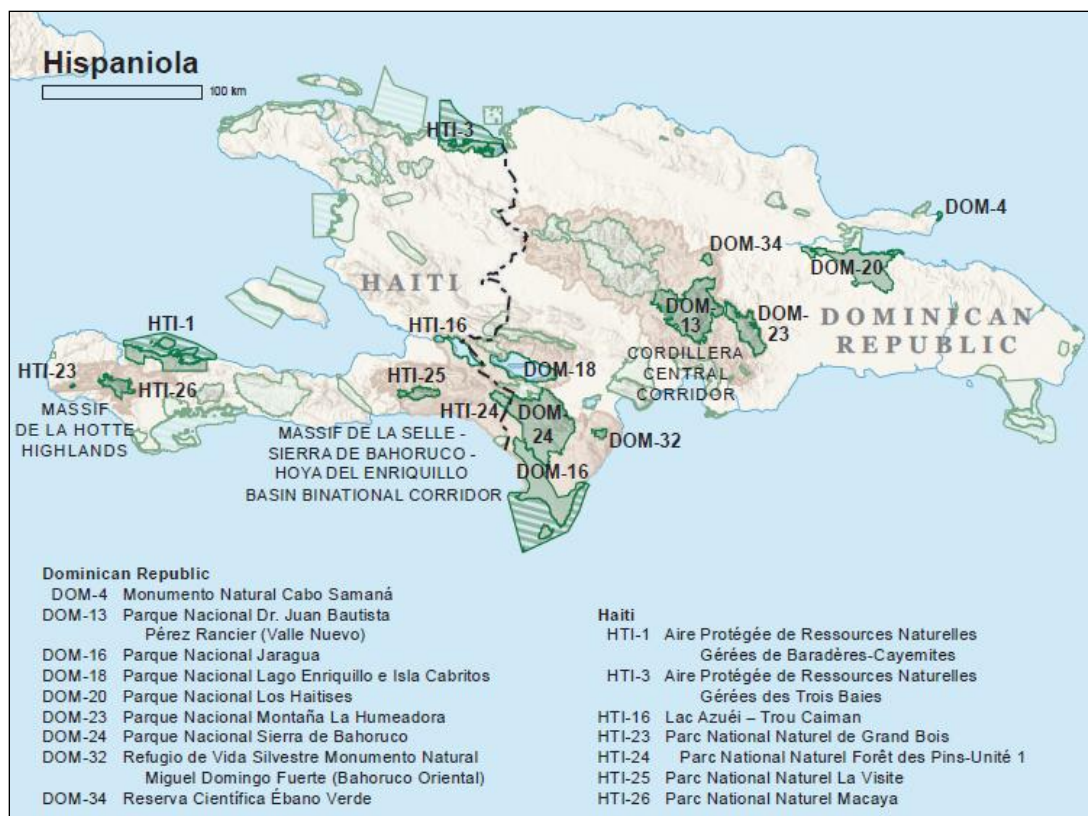 Hispaniola
100 km
HTI-3
DOM-4
DOM-34
DOM-20
HAITI
HTI-1
HTI-16
DOM-
13
DOM-
23
DOMINICAN
REPUBLIC
HTI-23
HTI-26
HTI-25
DOM-18
CORDILLERA
CENTRAL
CORRIDOR
HTI-24
DOM-
24
MASSIF
DE LA HOTTE
HIGHLANDS
MASSIF DE LA SELLE -
SIERRA DE BAHORUCO -
HOYA DEL ENRIQUILLO
BASIN BINATIONAL CORRIDOR
DOM-32
DOM-16
Dominican Republic
DOM-4 Monumento Natural Cabo Samaná
DOM-13 Parque Nacional Dr. Juan Bautista
Pérez Rancier (Valle Nuevo)
DOM-16 Parque Nacional Jaragua
DOM-18 Parque Nacional Lago Enriquillo e Isla Cabritos
DOM-20 Parque Nacional Los Haitises
DOM-23 Parque Nacional Montaña La Humeadora
DOM-24 Parque Nacional Sierra de Bahoruco
DOM-32 Refugio de Vida Silvestre Monumento Natural
Miguel Domingo Fuerte (Bahoruco Oriental)
DOM-34 Reserva Científica Ébano Verde
Haiti
HTI-1 Aire Protégée de Ressources Naturelles
Gérées de Baradères-Cayemites
HTI-3 Aire Protégée de Ressources Naturelles
Gérées des Trois Baies
HTI-16 Lac Azuéi – Trou Caiman
HTI-23 Parc National Naturel de Grand Bois
HTI-24 Parc National Naturel Forêt des Pins-Unité 1
HTI-25 Parc National Naturel La Visite
HTI-26 Parc National Naturel Macaya